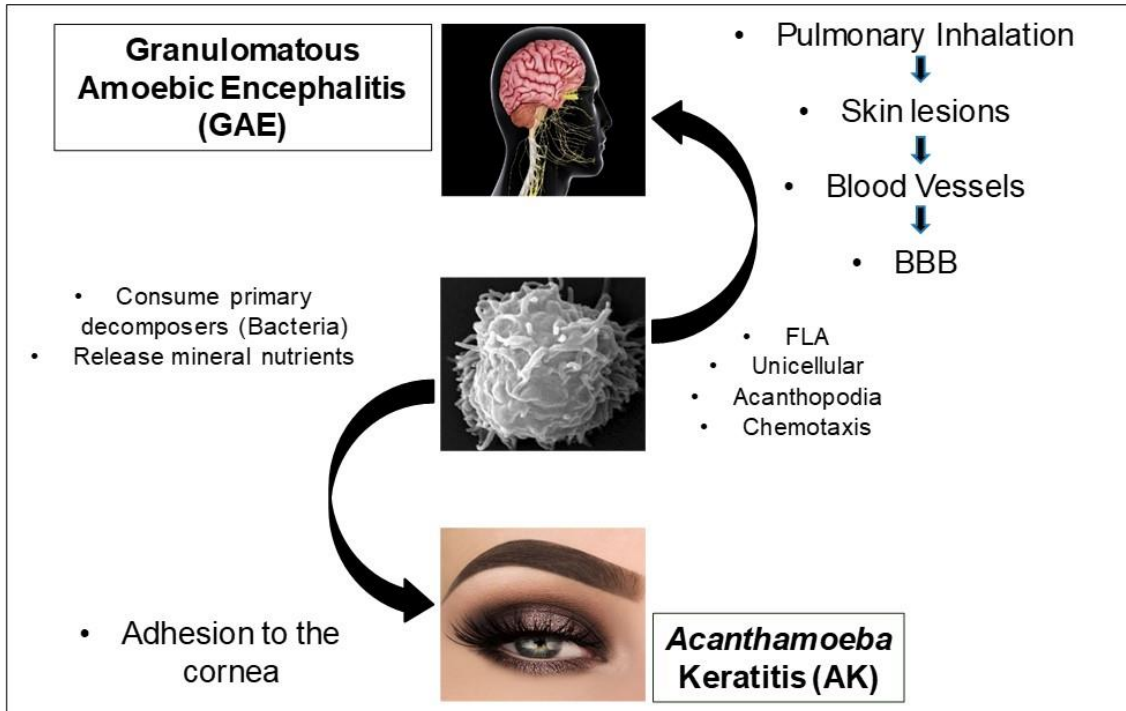 Granulomatous
Amoebic Encephalitis
(GAE)
• Pulmonary Inhalation
• Skin lesions
• Blood Vessels
• BBB
• Consume primary
decomposers (Bacteria)
• Release mineral nutrients
• FLA
• Unicellular
• Acanthopodia
• Chemotaxis
• Adhesion to the
cornea
Acanthamoeba
Keratitis (AK)